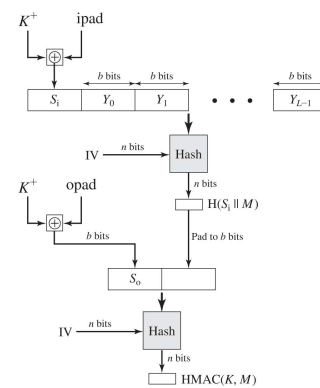 K+ ipad
⊕
b bits b bits b bits
Si Y0 Y1 • • • YL−1
n bits
IV Hash
n bits
K+ opad
H(Si || M)
⊕
b bits Pad to b bits
So
n bits
IV Hash
n bits
HMAC(K, M)